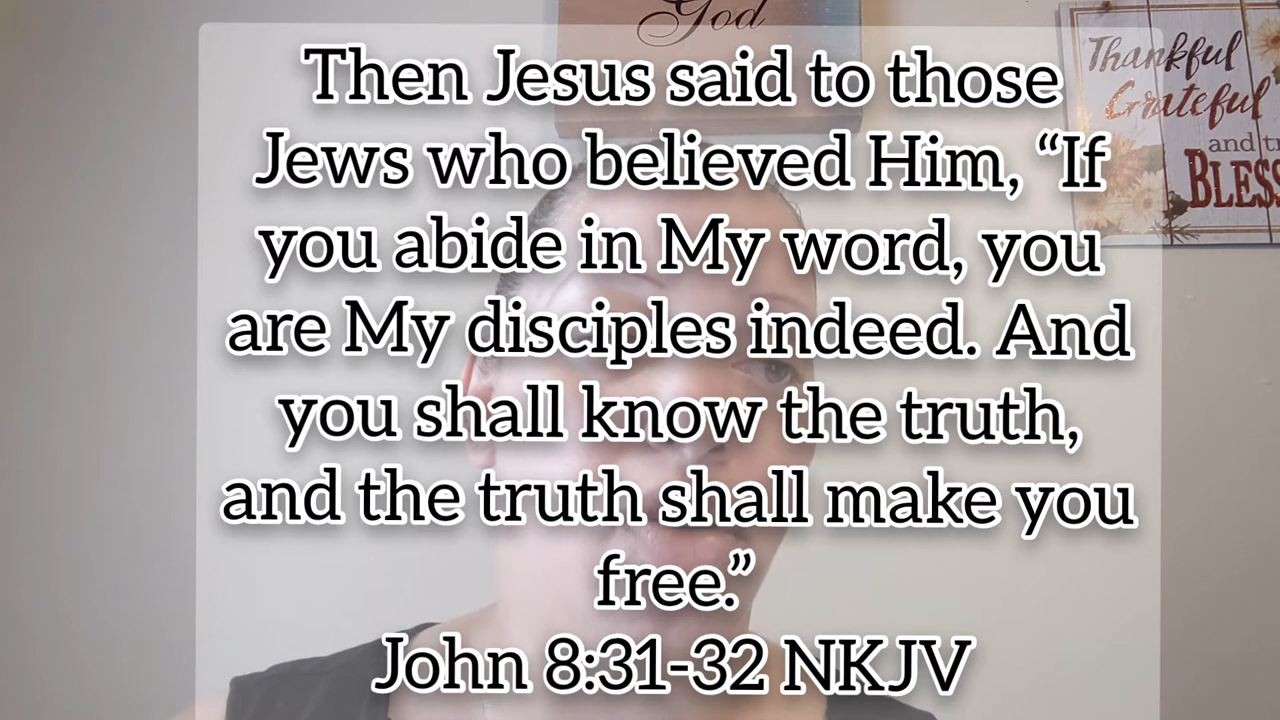 God
Thankful
Grateful
and
BLESS
Then Jesus said to those
Jews who believed Him, “If
you abide in My word, you
are My disciples indeed. And
you shall know the truth,
and the truth shall make you
free.”
John 8:31-32 NKJV